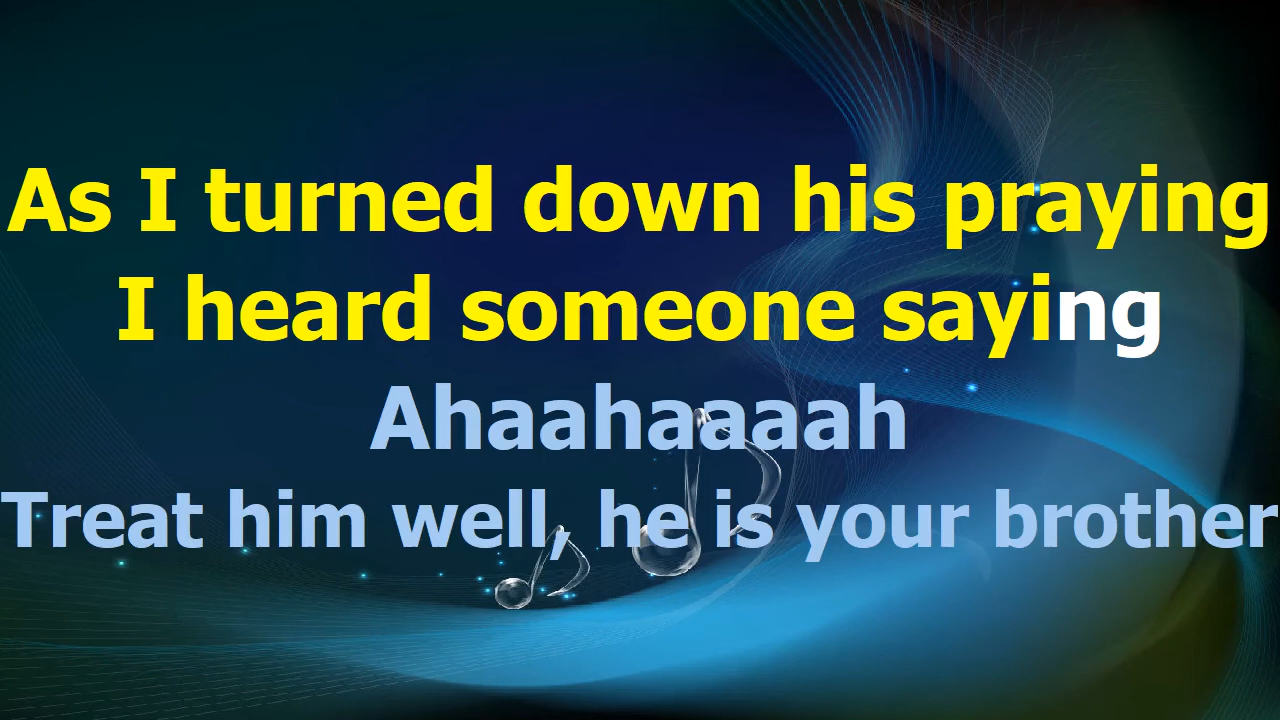 As I turned down his praying
I heard someone saying
Ahaahaaaah
Treat him well, he is your brother